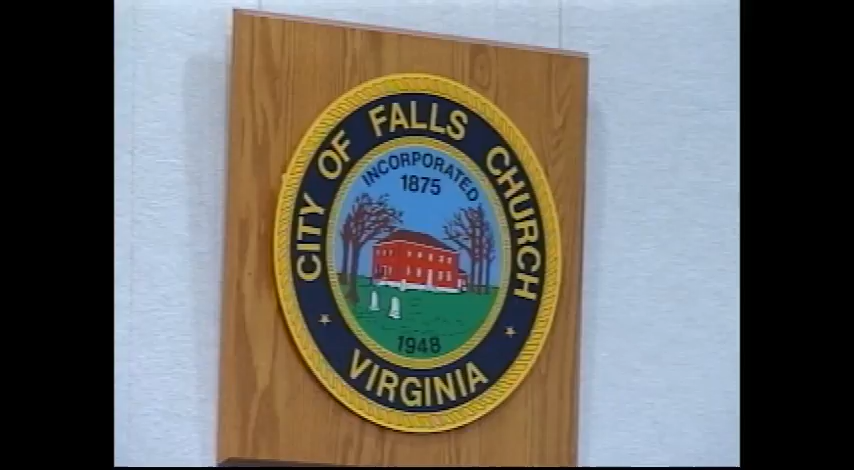 CITY OF FALLS CHURCH
INCORPORATED
1875
1948
VIRGINIA